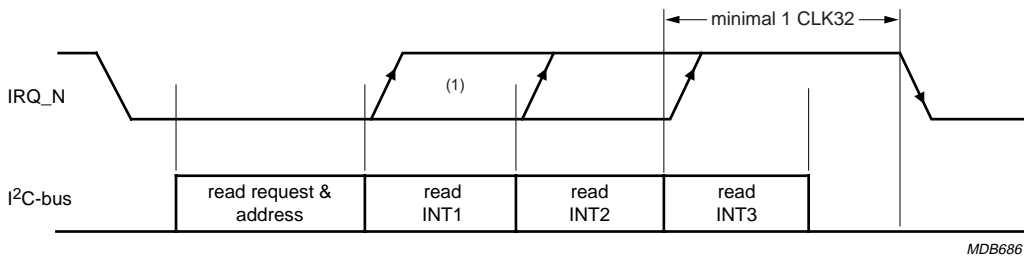 minimal 1 CLK32
IRQ_N
(1)
I²C-bus
read request &
address
read
INT1
read
INT2
read
INT3
MDB686